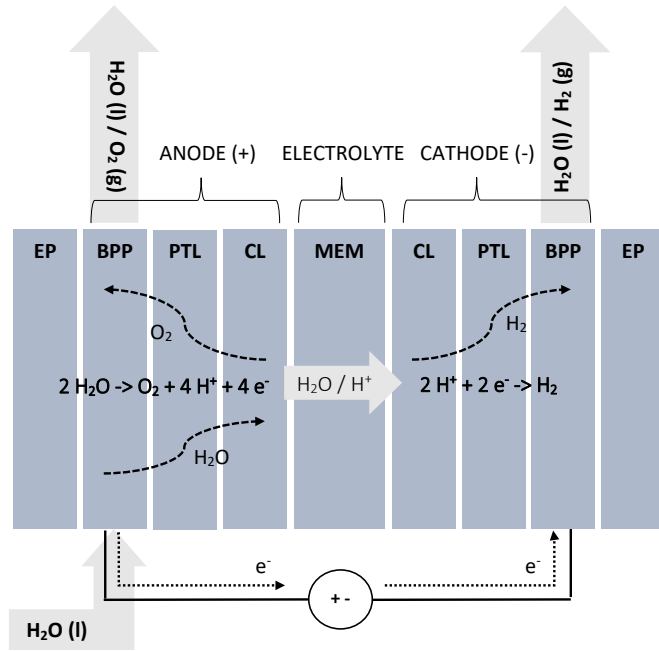 H₂O (l) / O₂ (g)
H₂O (l) / H₂ (g)
ANODE (+) ELECTROLYTE CATHODE (-)
EP BPP PTL CL MEM CL PTL BPP EP
O₂ H₂
2 H₂O -> O₂ + 4 H⁺ + 4 e⁻ H₂O / H⁺ 2 H⁺ + 2 e⁻ -> H₂
H₂O
e⁻ e⁻
+ -
H₂O (l)